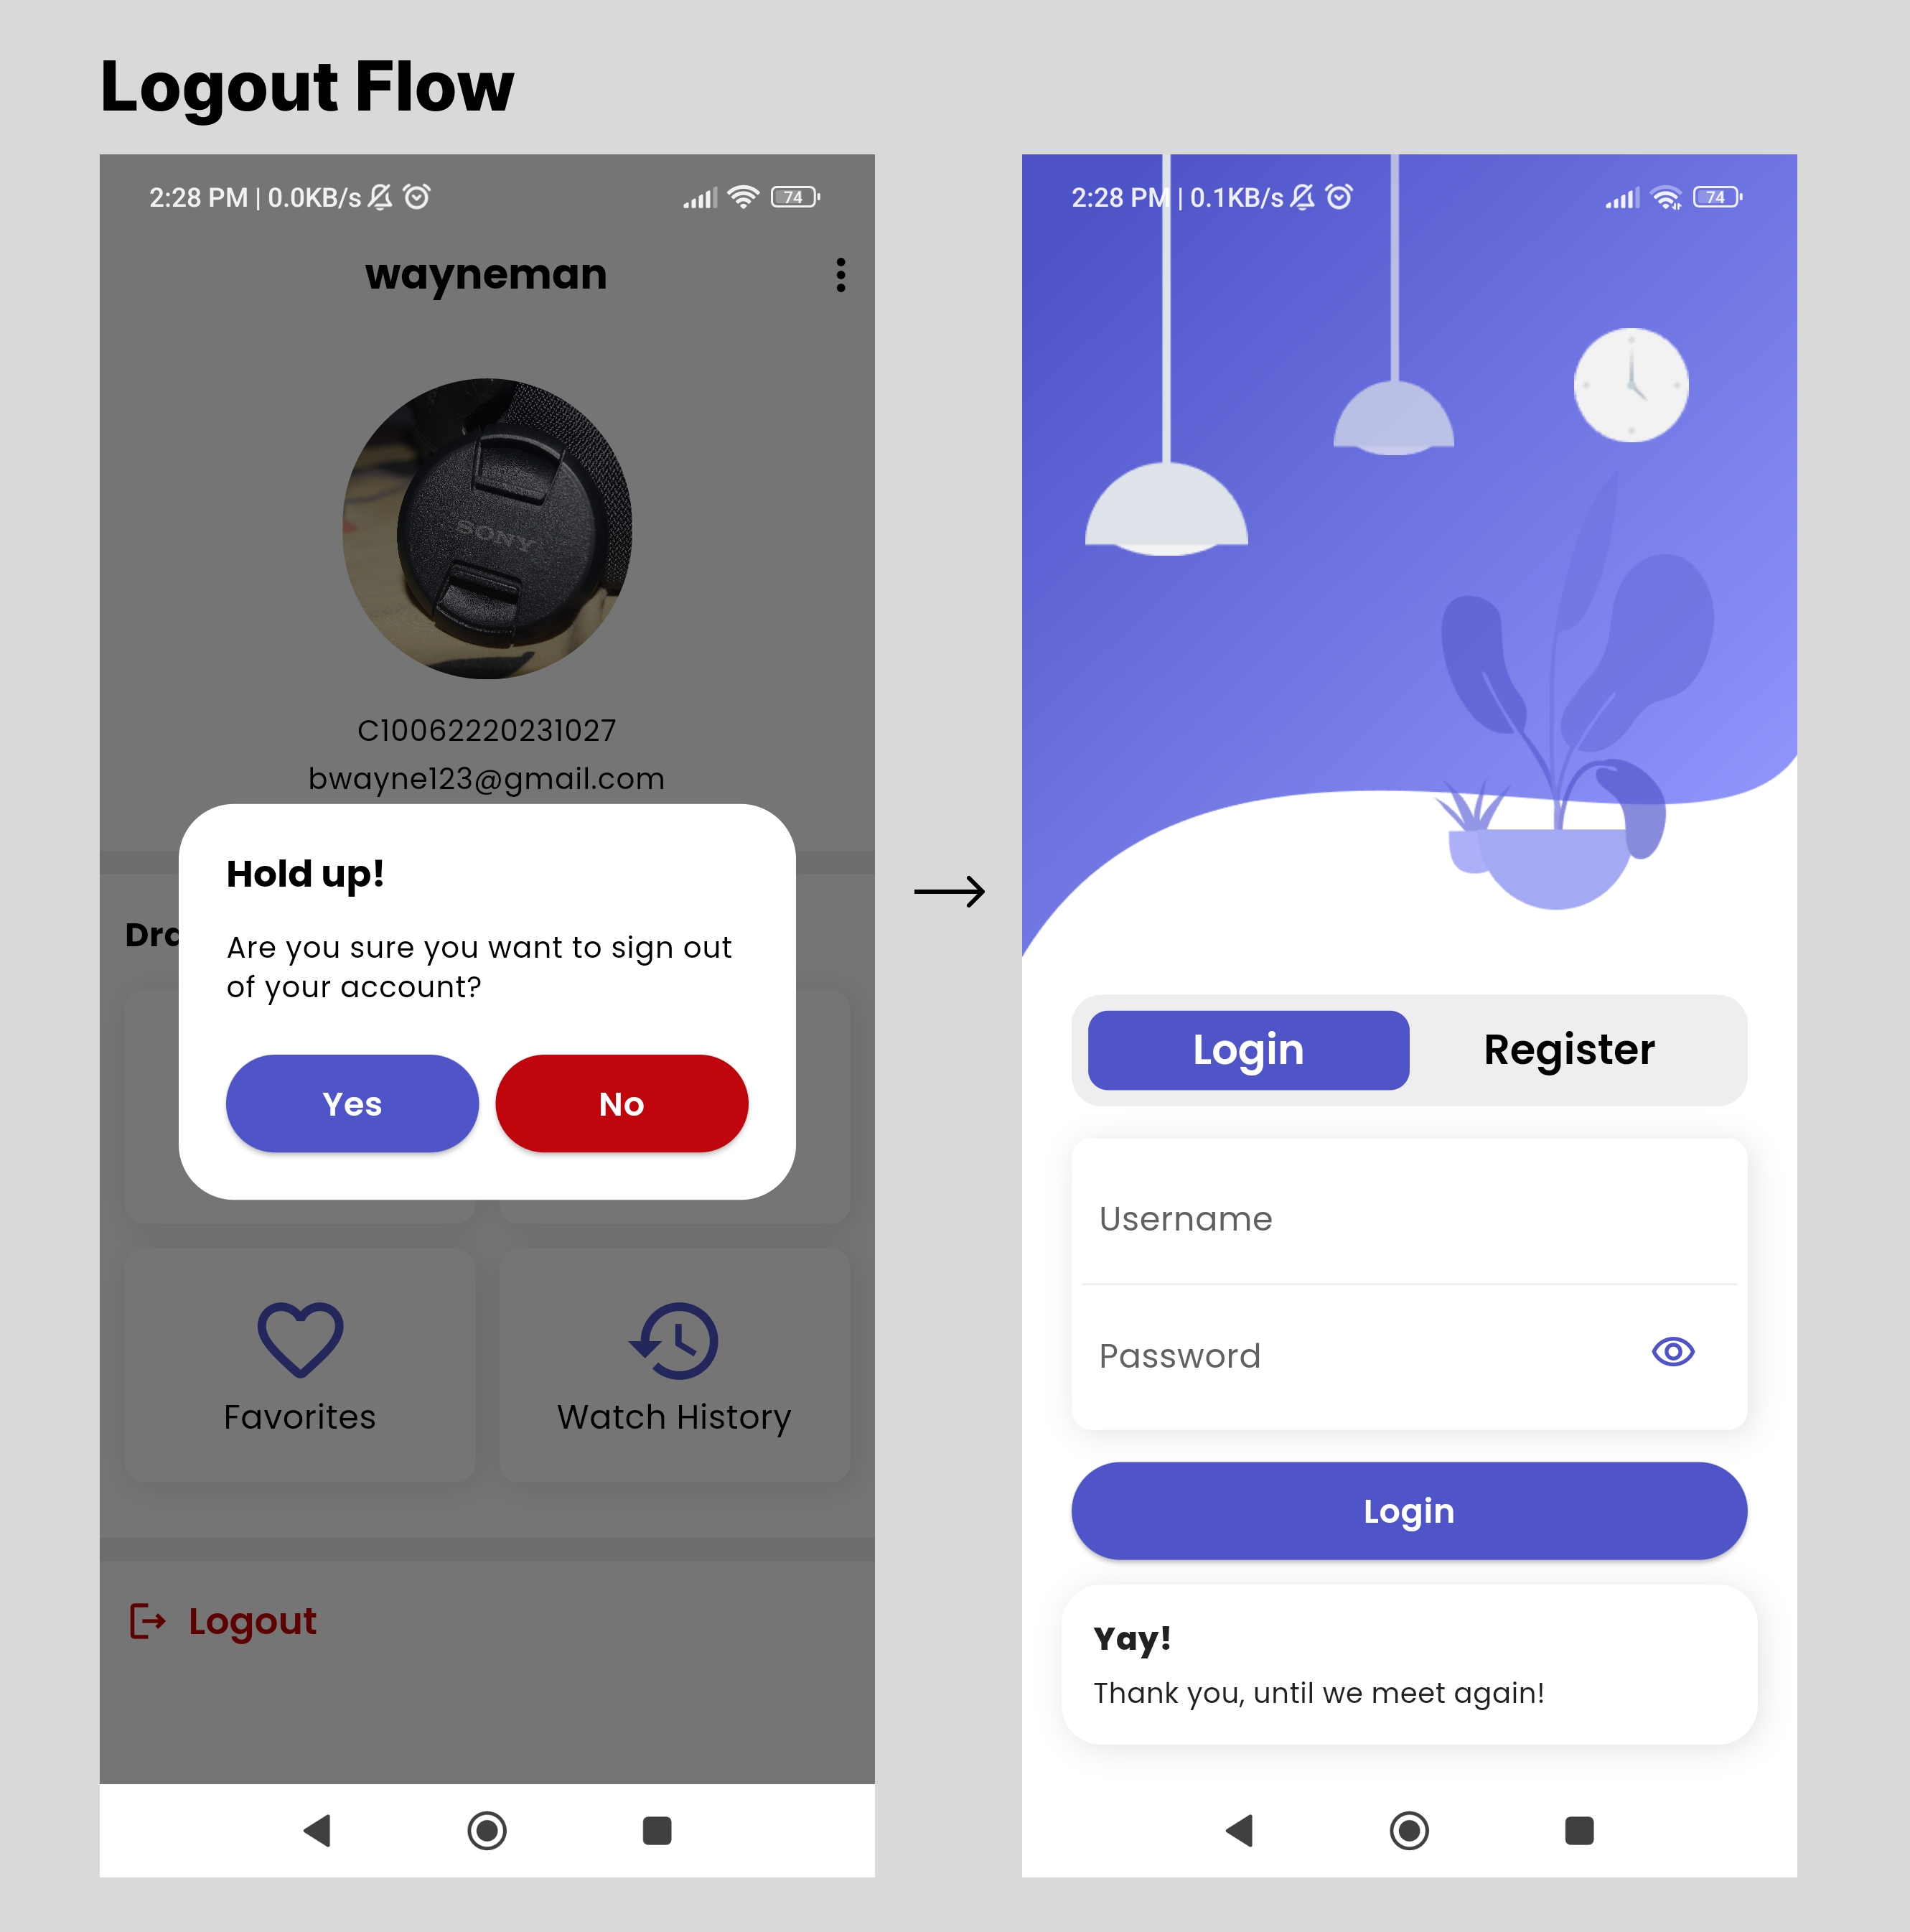 Logout Flow
2:28 PM | 0.0KB/s
74
wayneman
SONY
C10062220231027
bwayne123@gmail.com
Hold up!
Are you sure you want to sign out
of your account?
Yes
No
Favorites
Watch History
Logout
2:28 PM | 0.1KB/s
74
Login
Register
Username
Password
Login
Yay!
Thank you, until we meet again!